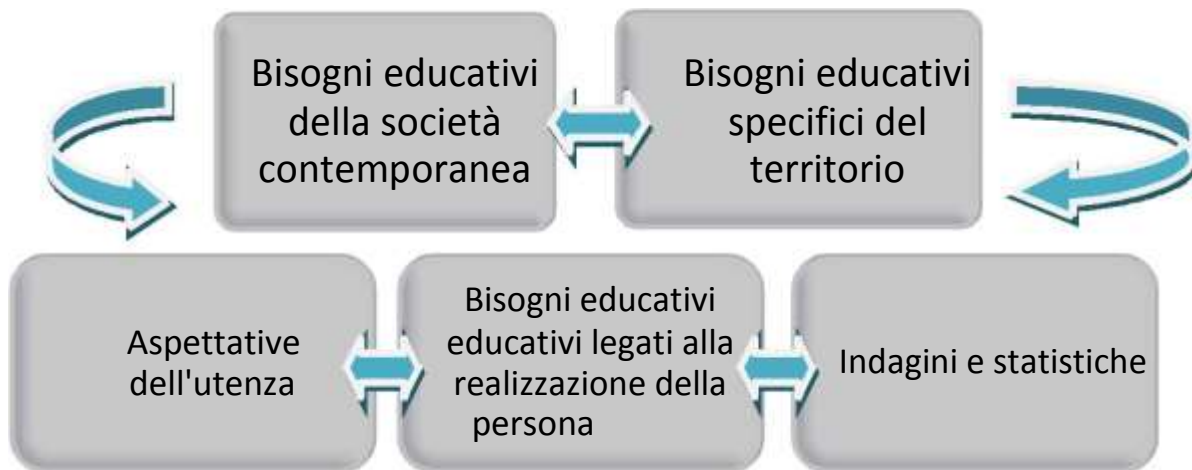 Bisogni educativi
della società
contemporanea
Bisogni educativi
specifici del
territorio
Aspettative
dell'utenza
Bisogni educativi
educativi legati alla
realizzazione della
persona
Indagini e statistiche